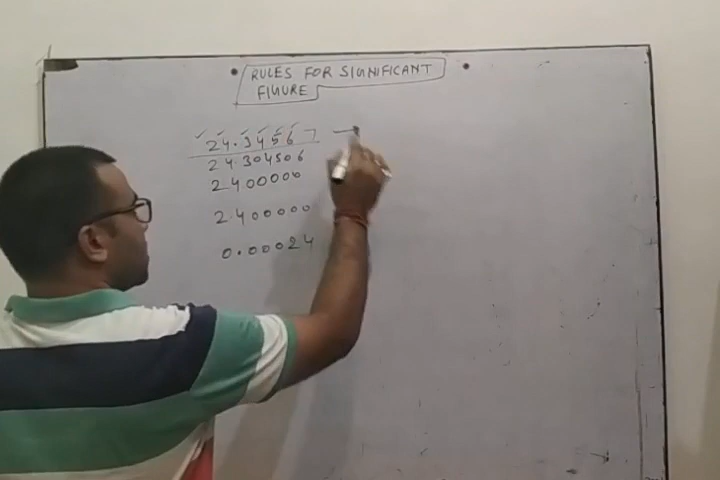 RULES FOR SIGNIFICANT
FIGURE
24.34567 →
24.304506
2400000
2.400000
0.00024